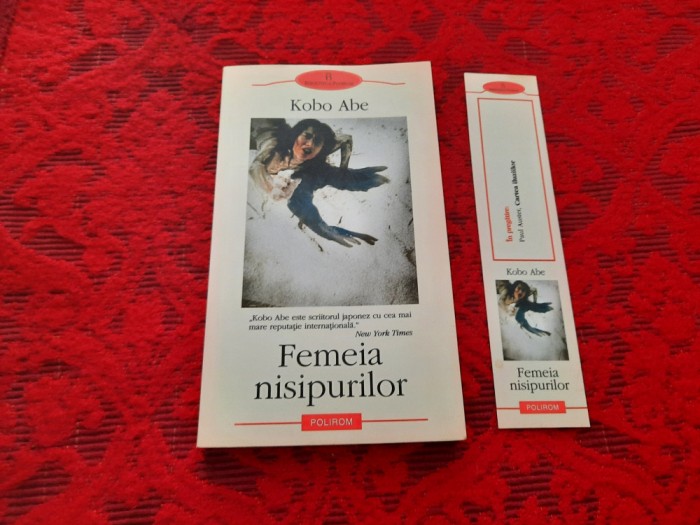 Kobo Abe
„Kobo Abe este scriitorul japonez cu cea mai
mare reputație internațională.”
New York Times
Femeia
nisipurilor
POLIROM
În pregătire:
Paul Auster, Cartea iluziilor
Kobo Abe
Femeia
nisipurilor
POLIROM